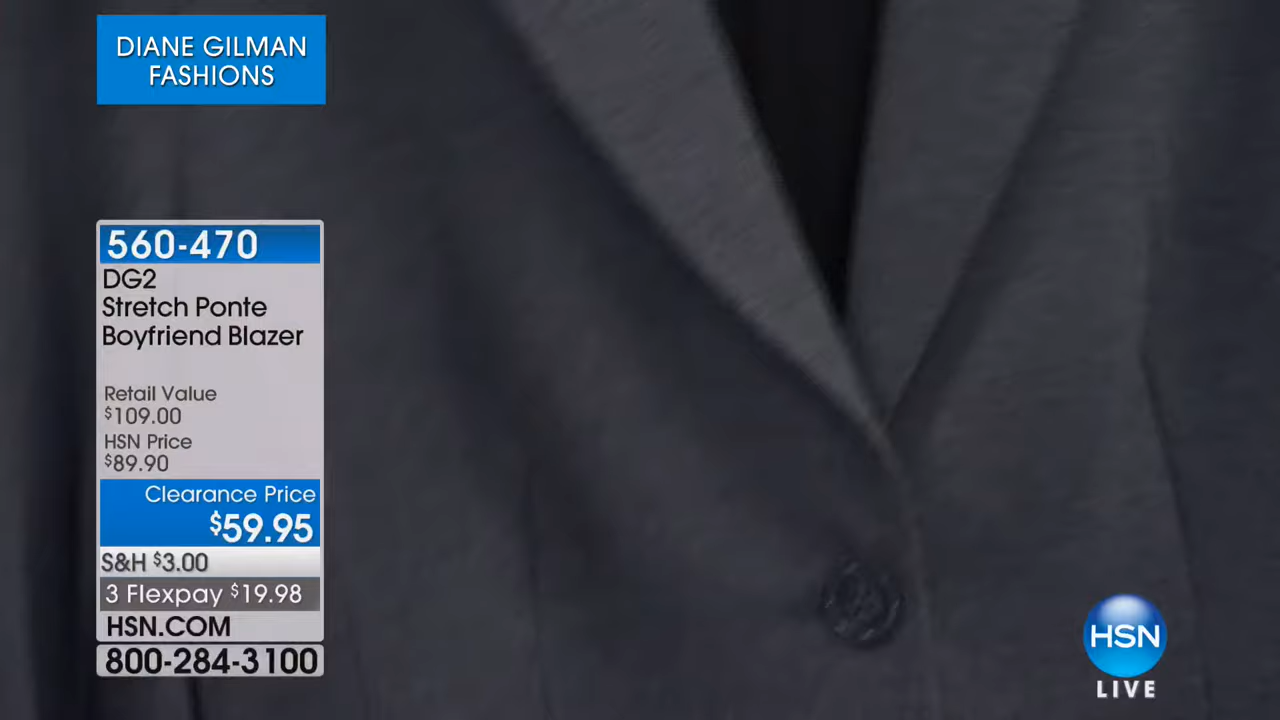 DIANE GILMAN
FASHIONS
560-470
DG2
Stretch Ponte
Boyfriend Blazer
Retail Value
$109.00
HSN Price
$89.90
Clearance Price
$59.95
S&H $3.00
3 Flexpay $19.98
HSN.COM
800-284-3100
HSN
LIVE